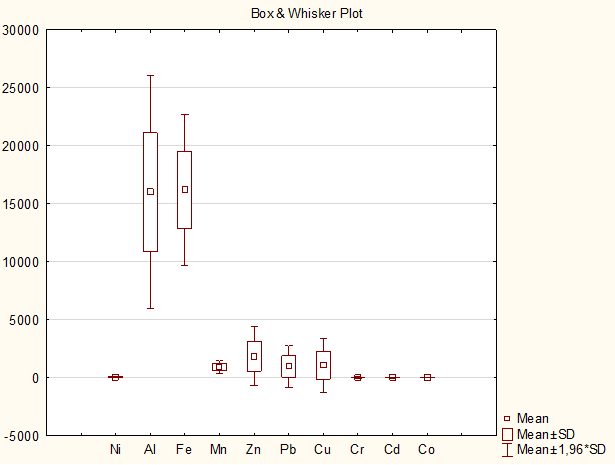 Box & Whisker Plot
30000
25000
20000
15000
10000
5000
0
-5000
Ni Al Fe Mn Zn Pb Cu Cr Cd Co
Mean
Mean±SD
Mean±1,96*SD